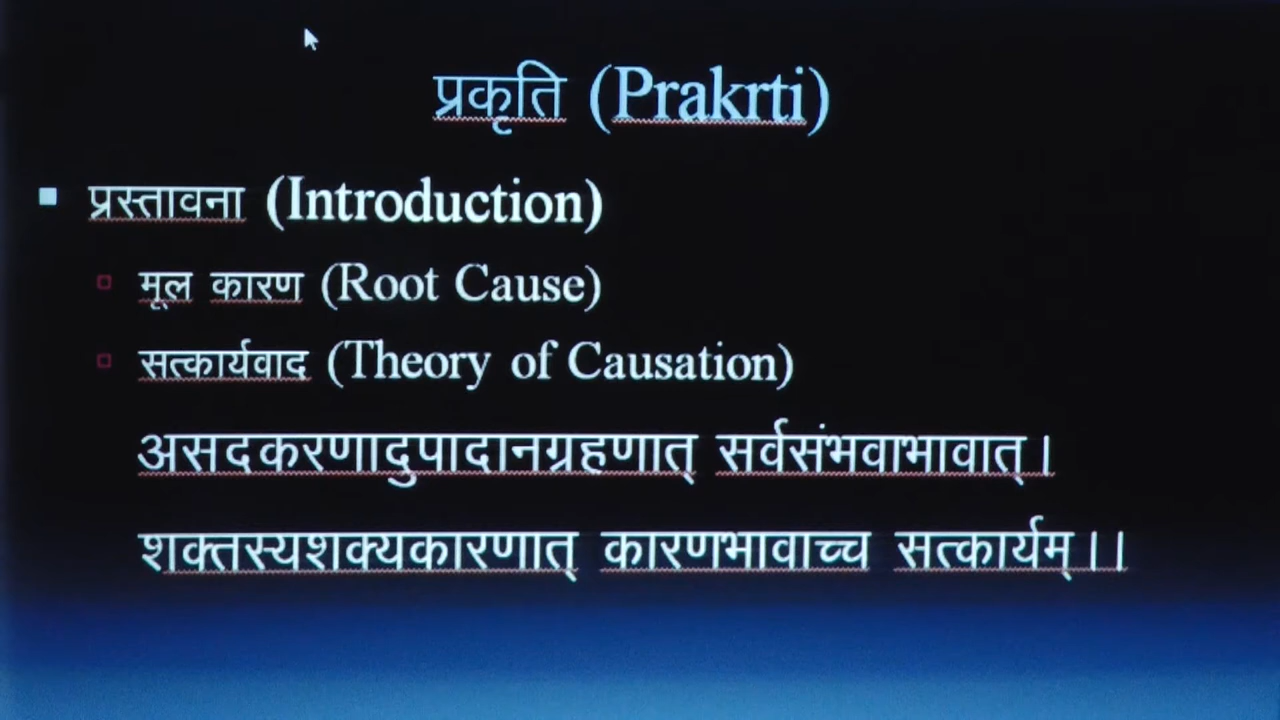 प्रकृति (Prakrti)
प्रस्तावना (Introduction)
मूल कारण (Root Cause)
सत्कार्यवाद (Theory of Causation)
असदकरणादुपादानग्रहणात् सर्वसंभवाभावात्।
शक्तस्यशक्यकारणात् कारणभावाच्च सत्कार्यम्।।